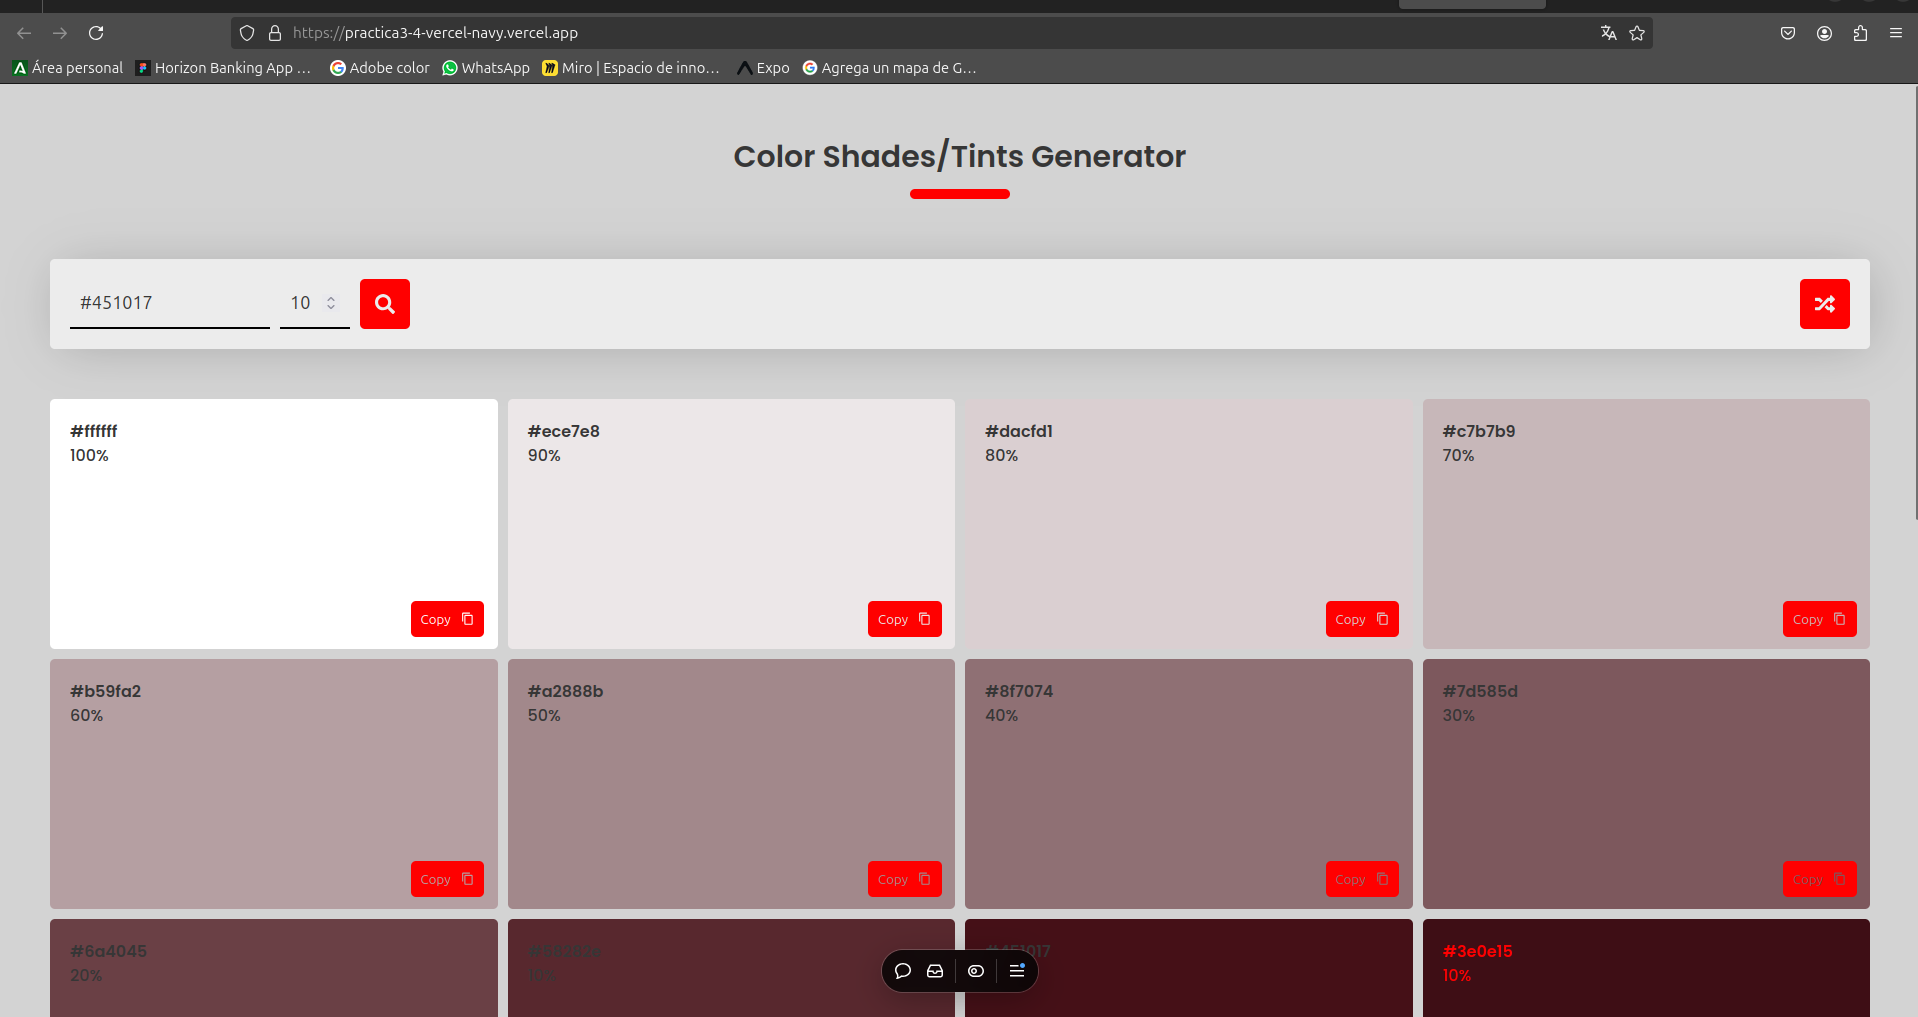 https://practica3-4-vercel-navy.vercel.app
Área personal
Horizon Banking App ...
Adobe color
WhatsApp
Miro | Espacio de inno...
Expo
Agrega un mapa de G...
Color Shades/Tints Generator
#451017
10
#ffffff
100%
Copy
#ece7e8
90%
Copy
#dacfd1
80%
Copy
#c7b7b9
70%
Copy
#b59fa2
60%
Copy
#a2888b
50%
Copy
#8f7074
40%
Copy
#7d585d
30%
Copy
#6a4045
20%
10%
#451017
#3e0e15
10%